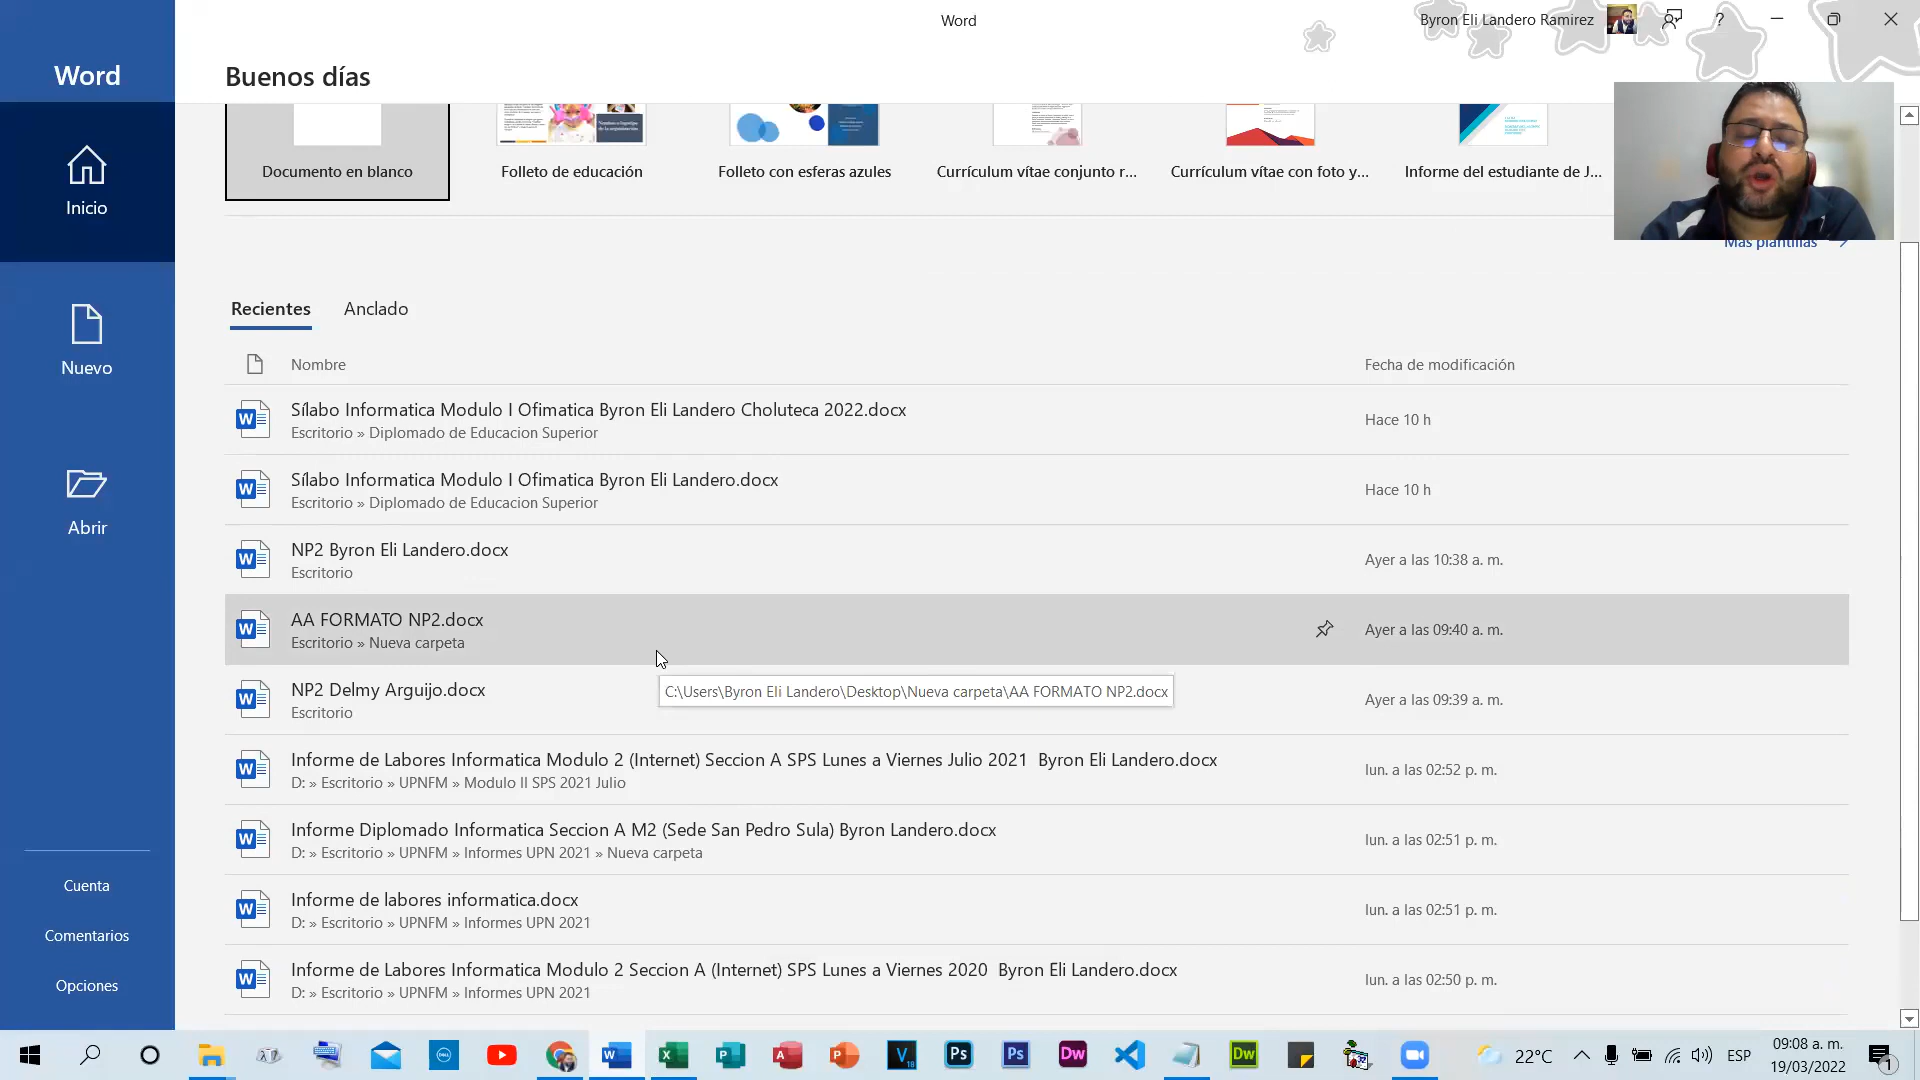 Word
Byron Eli Landero Ramirez
?
Word
Buenos días
Documento en blanco
Folleto de educación
Folleto con esferas azules
Currículum vítae conjunto r...
Currículum vítae con foto y...
Informe del estudiante de J...
Más plantillas
Inicio
Nuevo
Abrir
Cuenta
Comentarios
Opciones
Recientes
Anclado
Nombre
Fecha de modificación
Sílabo Informatica Modulo I Ofimatica Byron Eli Landero Choluteca 2022.docx
Escritorio » Diplomado de Educacion Superior
Hace 10 h
Sílabo Informatica Modulo I Ofimatica Byron Eli Landero.docx
Escritorio » Diplomado de Educacion Superior
Hace 10 h
NP2 Byron Eli Landero.docx
Escritorio
Ayer a las 10:38 a. m.
AA FORMATO NP2.docx
Escritorio » Nueva carpeta
Ayer a las 09:40 a. m.
C:\Users\Byron Eli Landero\Desktop\Nueva carpeta\AA FORMATO NP2.docx
NP2 Delmy Arguijo.docx
Escritorio
Ayer a las 09:39 a. m.
Informe de Labores Informatica Modulo 2 (Internet) Seccion A SPS Lunes a Viernes Julio 2021  Byron Eli Landero.docx
D: » Escritorio » UPNFM » Modulo II SPS 2021 Julio
lun. a las 02:52 p. m.
Informe Diplomado Informatica Seccion A M2 (Sede San Pedro Sula) Byron Landero.docx
D: » Escritorio » UPNFM » Informes UPN 2021 » Nueva carpeta
lun. a las 02:51 p. m.
Informe de labores informatica.docx
D: » Escritorio » UPNFM » Informes UPN 2021
lun. a las 02:51 p. m.
Informe de Labores Informatica Modulo 2 Seccion A (Internet) SPS Lunes a Viernes 2020  Byron Eli Landero.docx
D: » Escritorio » UPNFM » Informes UPN 2021
lun. a las 02:50 p. m.
22°C
ESP
09:08 a. m.
19/03/2022
1